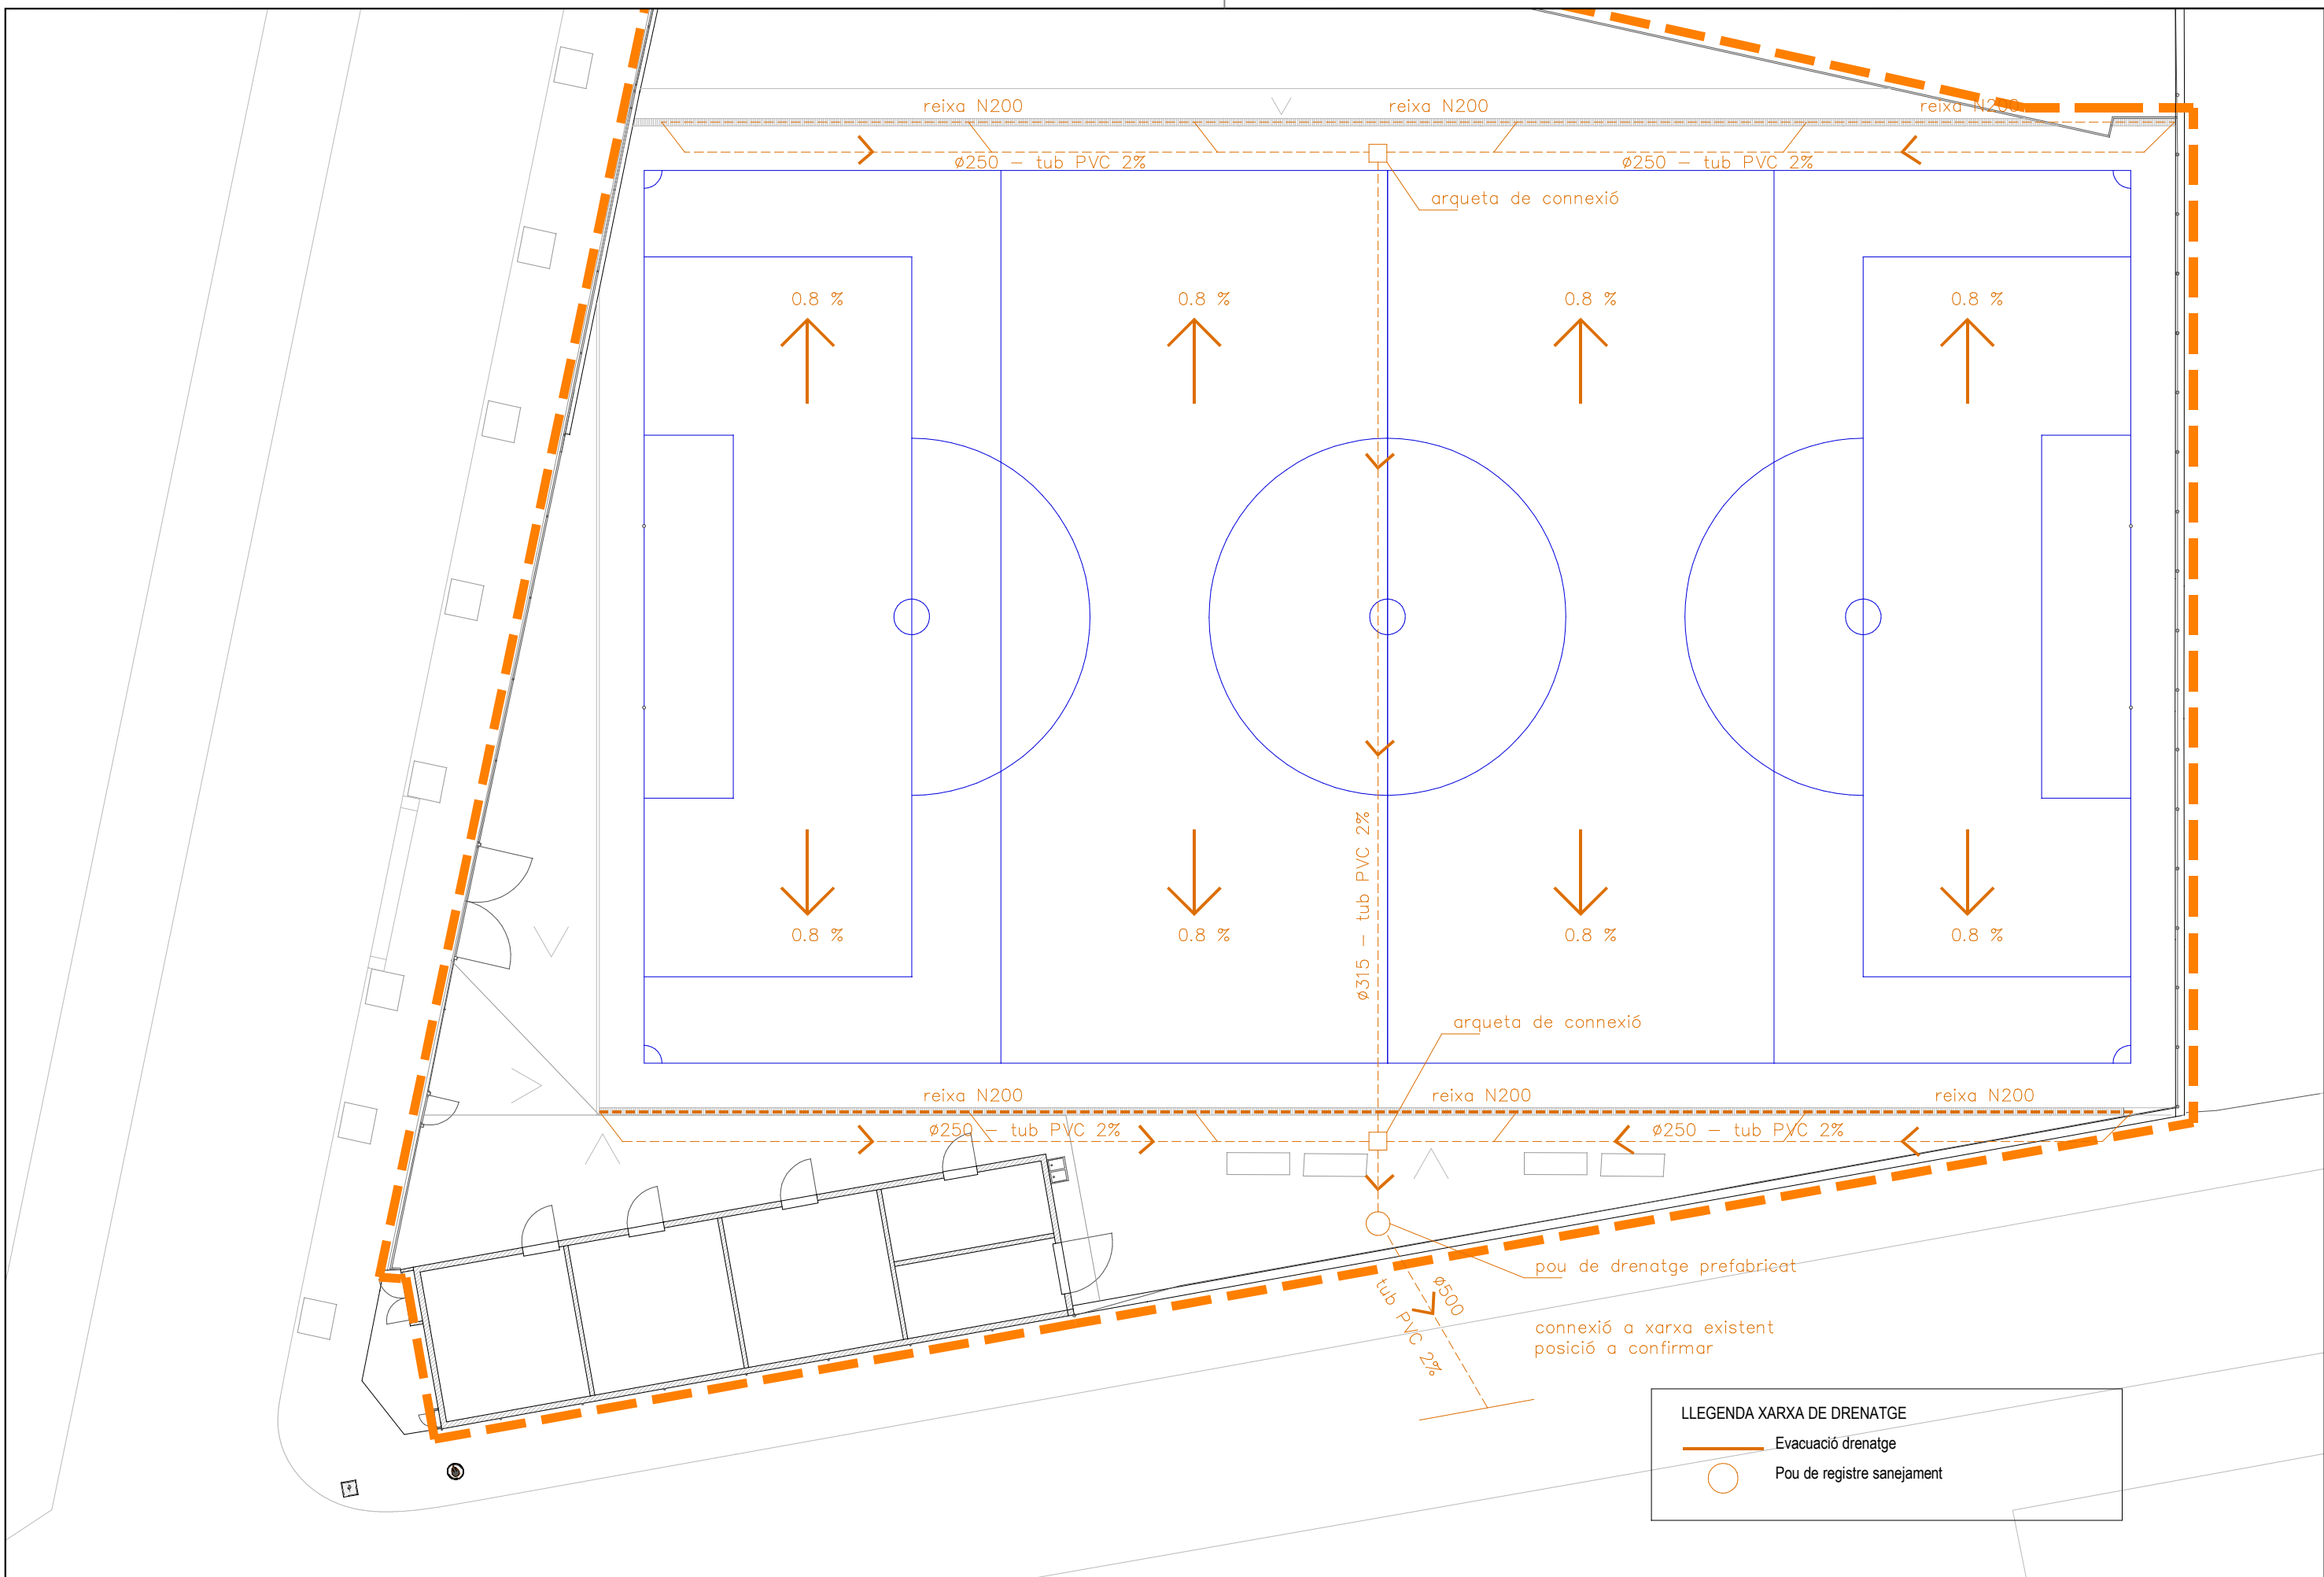 reixa N200
reixa N200
reixa N200
ø250 – tub PVC 2%
ø250 – tub PVC 2%
arqueta de connexió
0.8 %
0.8 %
0.8 %
0.8 %
ø315 – tub PVC 2%
0.8 %
0.8 %
0.8 %
0.8 %
arqueta de connexió
reixa N200
reixa N200
reixa N200
ø250 – tub PVC 2%
ø250 – tub PVC 2%
pou de drenatge prefabricat
ø500
tub PVC 2%
connexió a xarxa existent
posició a confirmar
LLEGENDA XARXA DE DRENATGE
Evacuació drenatge
Pou de registre sanejament